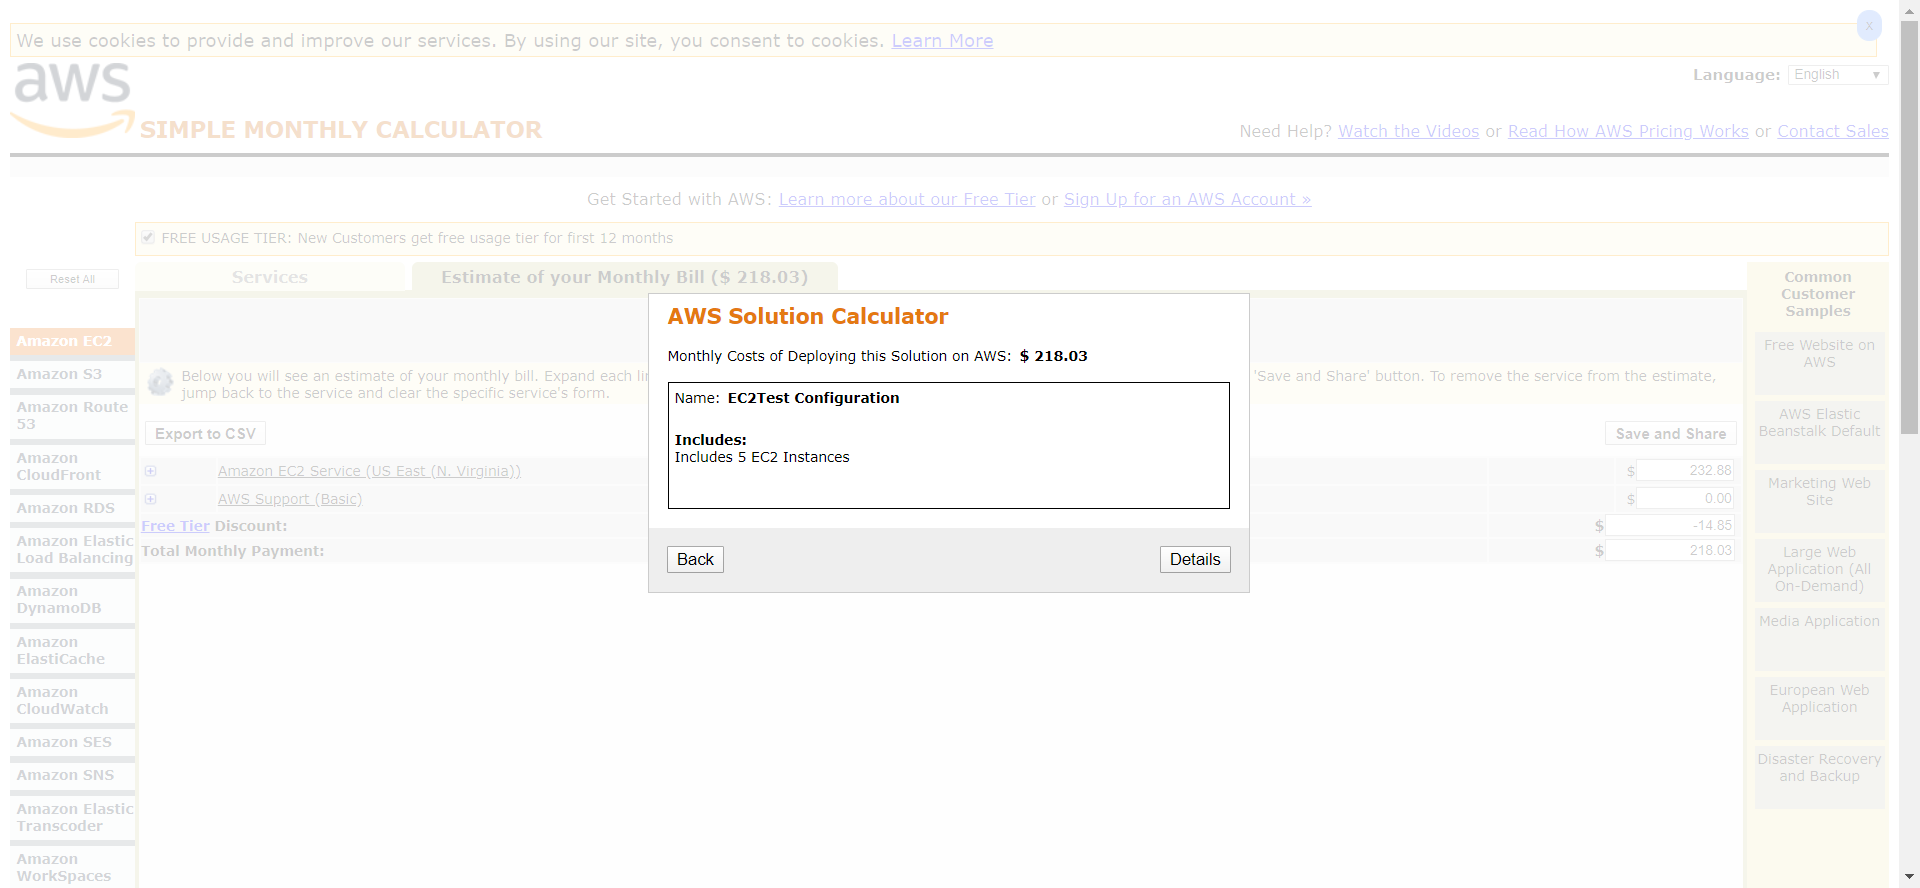 We use cookies to provide and improve our services. By using our site, you consent to cookies. Learn More
x
aws
Language: English
SIMPLE MONTHLY CALCULATOR
Need Help? Watch the Videos or Read How AWS Pricing Works or Contact Sales
Get Started with AWS: Learn more about our Free Tier or Sign Up for an AWS Account »
FREE USAGE TIER: New Customers get free usage tier for first 12 months
Reset All
Services
Estimate of your Monthly Bill ($ 218.03)
Amazon EC2
Amazon S3
Amazon Route
53
Amazon
CloudFront
Amazon RDS
Amazon Elastic
Load Balancing
Amazon
DynamoDB
Amazon
ElastiCache
Amazon
CloudWatch
Amazon SES
Amazon SNS
Amazon Elastic
Transcoder
Amazon
WorkSpaces
Below you will see an estimate of your monthly bill. Expand each li
'Save and Share' button. To remove the service from the estimate,
jump back to the service and clear the specific service's form.
Export to CSV
Save and Share
Amazon EC2 Service (US East (N. Virginia))
$ 232.88
AWS Support (Basic)
$ 0.00
Free Tier Discount:
$ -14.85
Total Monthly Payment:
$ 218.03
AWS Solution Calculator
Monthly Costs of Deploying this Solution on AWS: $ 218.03
Name: EC2Test Configuration
Includes:
Includes 5 EC2 Instances
Back
Details
Common
Customer
Samples
Free Website on
AWS
AWS Elastic
Beanstalk Default
Marketing Web
Site
Large Web
Application (All
On-Demand)
Media Application
European Web
Application
Disaster Recovery
and Backup